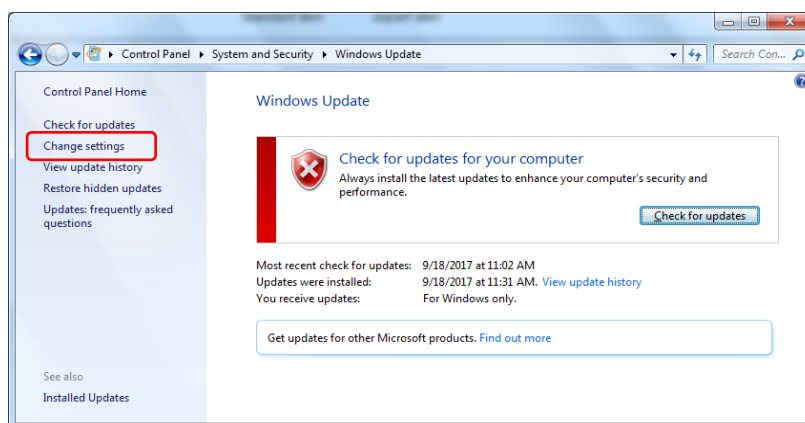 Control Panel System and Security Windows Update Search Con...
Control Panel Home
Check for updates
Change settings
View update history
Restore hidden updates
Updates: frequently asked
questions
See also
Installed Updates
Windows Update
Check for updates for your computer
Always install the latest updates to enhance your computer's security and
performance.
Check for updates
Most recent check for updates: 9/18/2017 at 11:02 AM
Updates were installed: 9/18/2017 at 11:31 AM. View update history
You receive updates: For Windows only.
Get updates for other Microsoft products. Find out more